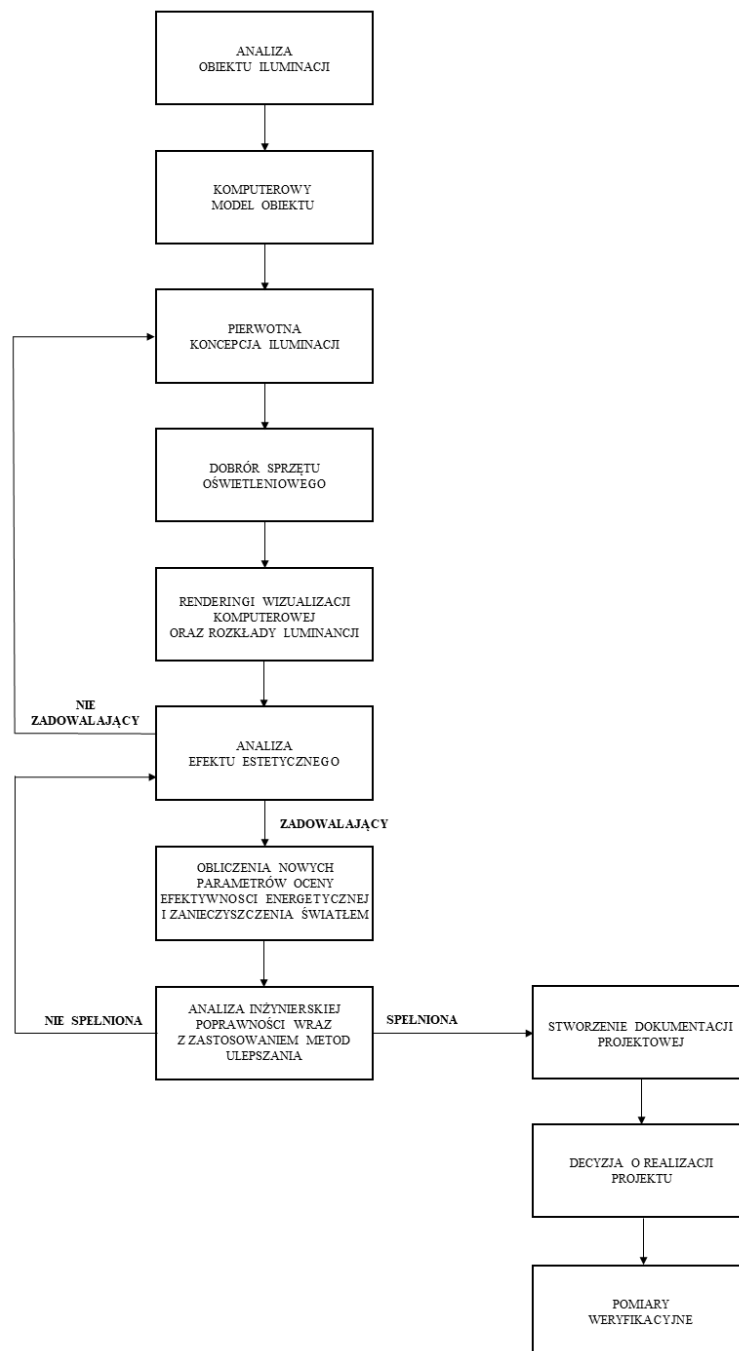 ANALIZA
OBIEKTU ILUMINACJI
KOMPUTEROWY
MODEL OBIEKTU
PIERWOTNA
KONCEPCJA ILUMINACJI
DOBRÓR SPRZĘTU
OŚWIETLENIOWEGO
RENDERINGI WIZUALIZACJI
KOMPUTEROWEJ
ORAZ ROZKŁADY LUMINANCJI
NIE
ZADOWALAJĄCY
ANALIZA
EFEKTU ESTETYCZNEGO
ZADOWALAJĄCY
OBLICZENIA NOWYCH
PARAMETRÓW OCENY
EFEKTYWNOSCI ENERGETYCZNEJ
I ZANIECZYSZCZENIA ŚWIATŁEM
NIE SPEŁNIONA
ANALIZA INŻYNIERSKIEJ
POPRAWNOŚCI WRAZ
Z ZASTOSOWANIEM METOD
ULEPSZANIA
SPEŁNIONA
STWORZENIE DOKUMENTACJI
PROJEKTOWEJ
DECYZJA O REALIZACJI
PROJEKTU
POMIARY
WERYFIKACYJNE